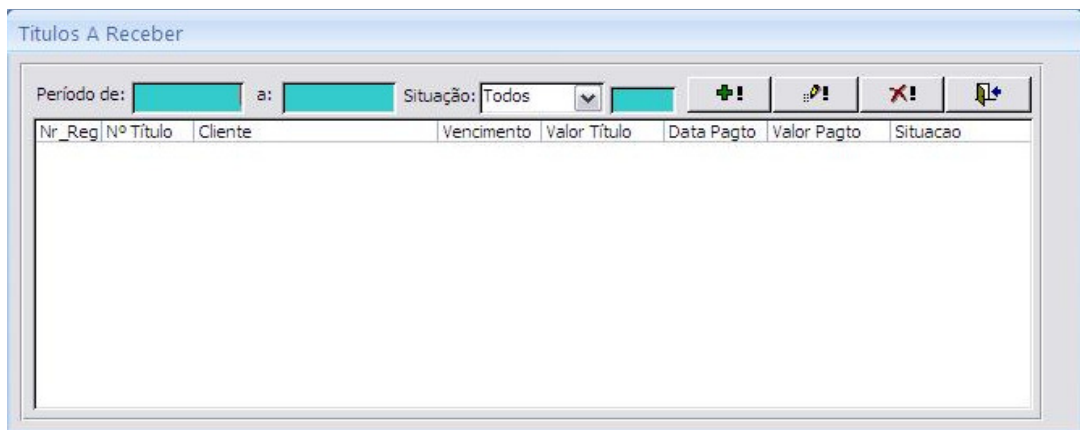 Titulos A Receber
Período de: a: Situação: Todos
Nr_Reg Nº Título Cliente Vencimento Valor Título Data Pagto Valor Pagto Situacao